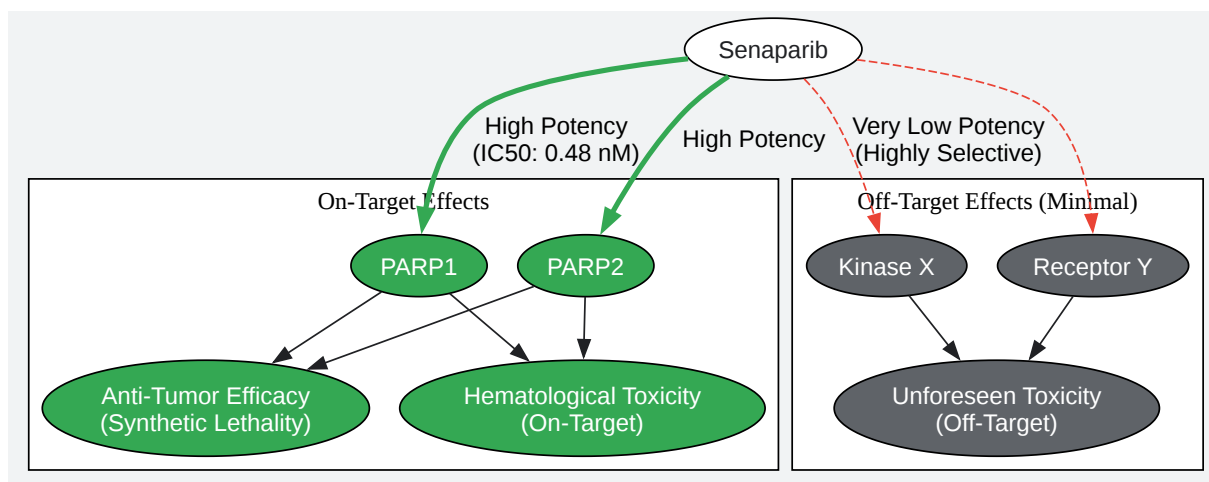 Senaparib
High Potency
(IC50: 0.48 nM)
High Potency
Very Low Potency
(Highly Selective)
On-Target Effects
Off-Target Effects (Minimal)
PARP1
PARP2
Kinase X
Receptor Y
Anti-Tumor Efficacy
(Synthetic Lethality)
Hematological Toxicity
(On-Target)
Unforeseen Toxicity
(Off-Target)